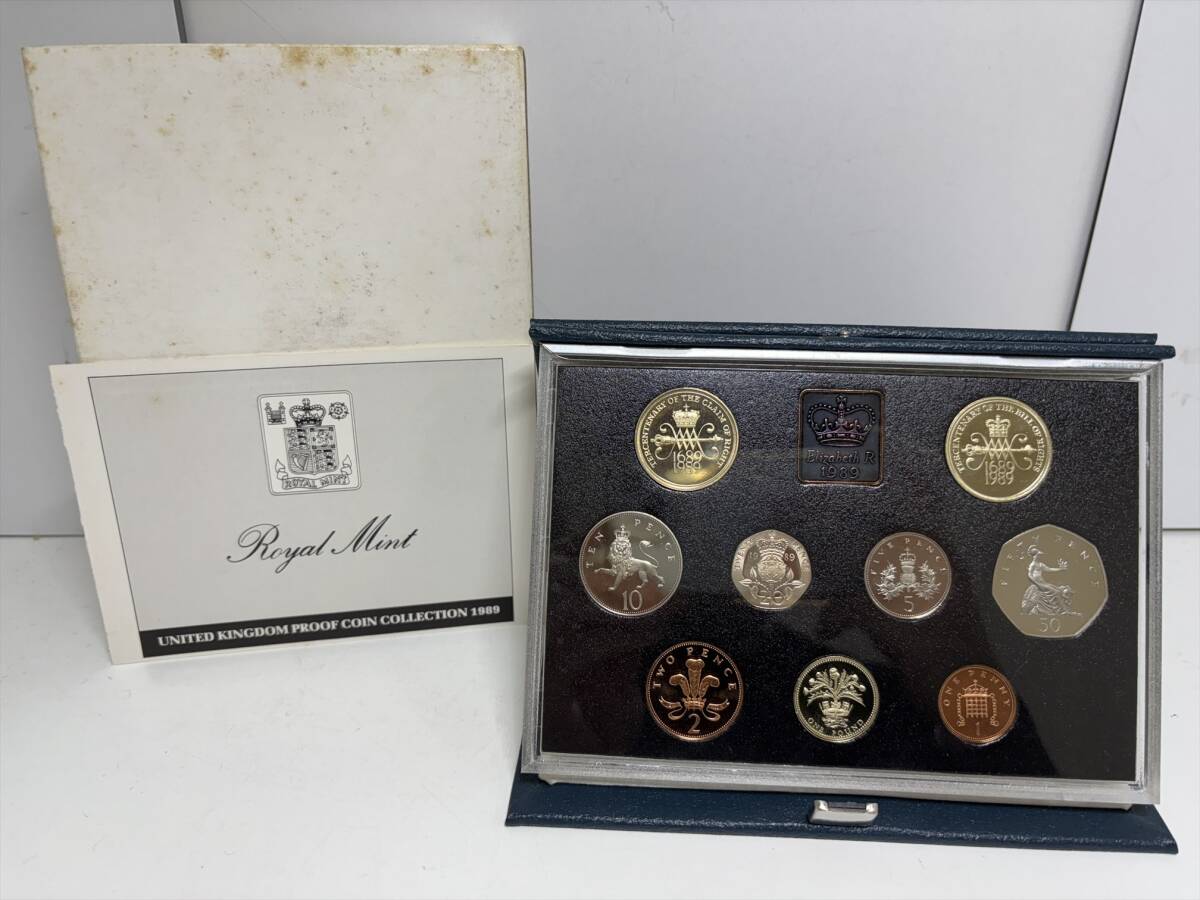 ROYAL MINT
Royal Mint
UNITED KINGDOM PROOF COIN COLLECTION 1989
TERCENTENARY OF THE CLAIM OF RIGHT
1689
1989
Elizabeth R
1989
TERCENTENARY OF THE BILL OF RIGHTS
1689
1989
TEN PENCE
10
TWENTY PENCE
1989
20
FIVE PENCE
5
FIFTY PENCE
50
TWO PENCE
2
ONE POUND
ONE PENNY
1